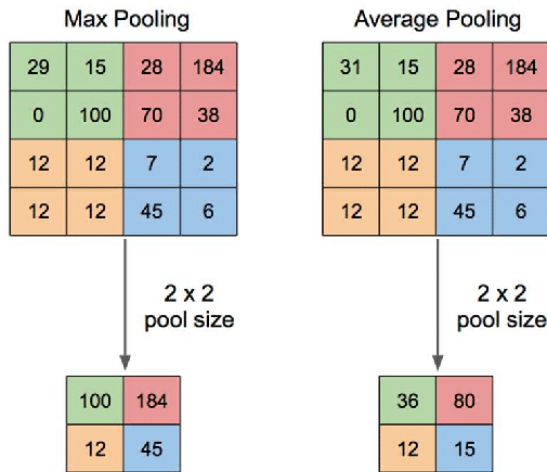 Max Pooling
29 15 28 184
0 100 70 38
12 12 7 2
12 12 45 6
2 x 2
pool size
100 184
12 45
Average Pooling
31 15 28 184
0 100 70 38
12 12 7 2
12 12 45 6
2 x 2
pool size
36 80
12 15